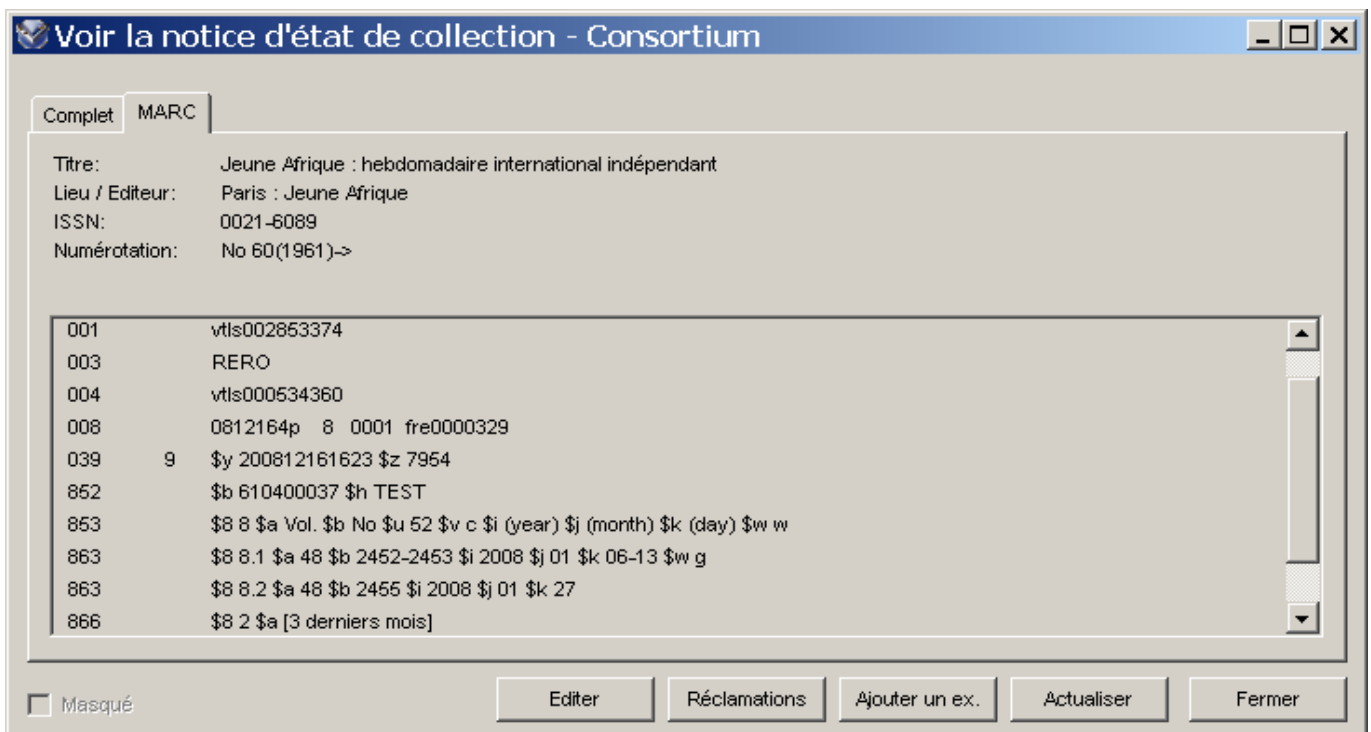 Voir la notice d'état de collection - Consortium
Complet MARC
Titre: Jeune Afrique : hebdomadaire international indépendant
Lieu / Editeur: Paris : Jeune Afrique
ISSN: 0021-6089
Numérotation: No 60(1961)->
001 vtls002853374
003 RERO
004 vtls000534360
008 0812164p 8 0001 fre0000329
039 9 $y 200812161623 $z 7954
852 $b 610400037 $h TEST
853 $8 8 $a Vol. $b No $u 52 $v c $i (year) $j (month) $k (day) $w w
863 $8 8.1 $a 48 $b 2452-2453 $i 2008 $j 01 $k 06-13 $w g
863 $8 8.2 $a 48 $b 2455 $i 2008 $j 01 $k 27
866 $8 2 $a [3 derniers mois]
Masqué Editer Réclamations Ajouter un ex. Actualiser Fermer